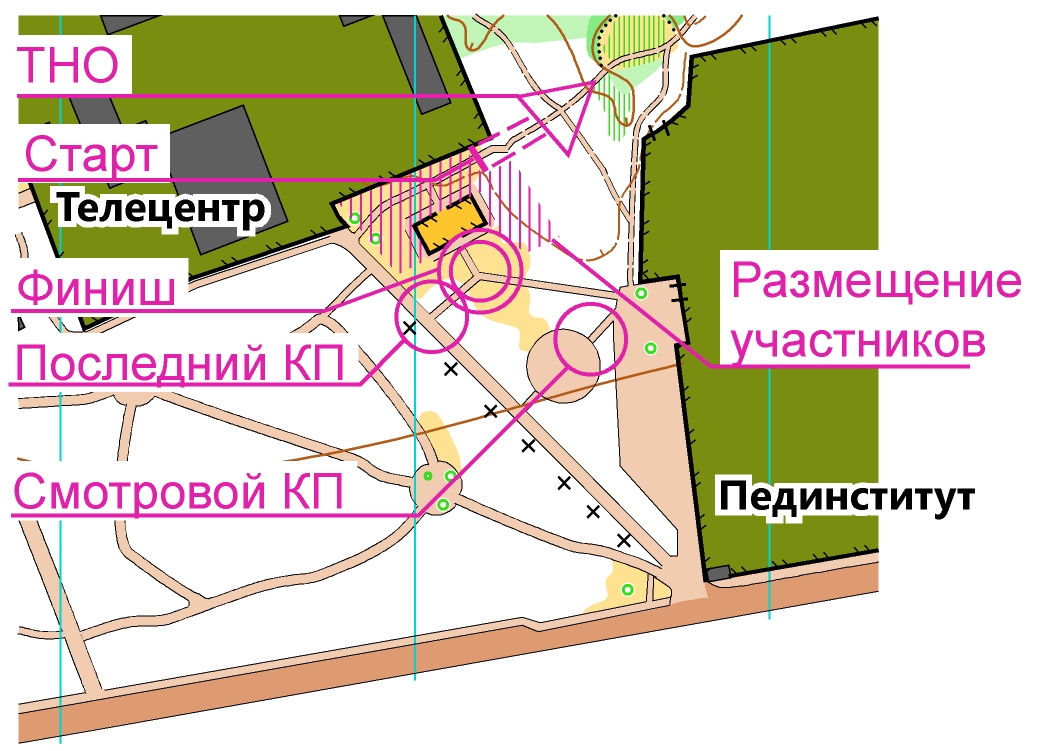 ТНО
Старт
Телецентр
Финиш
Размещение
участников
Последний КП
Смотровой КП
Пединститут